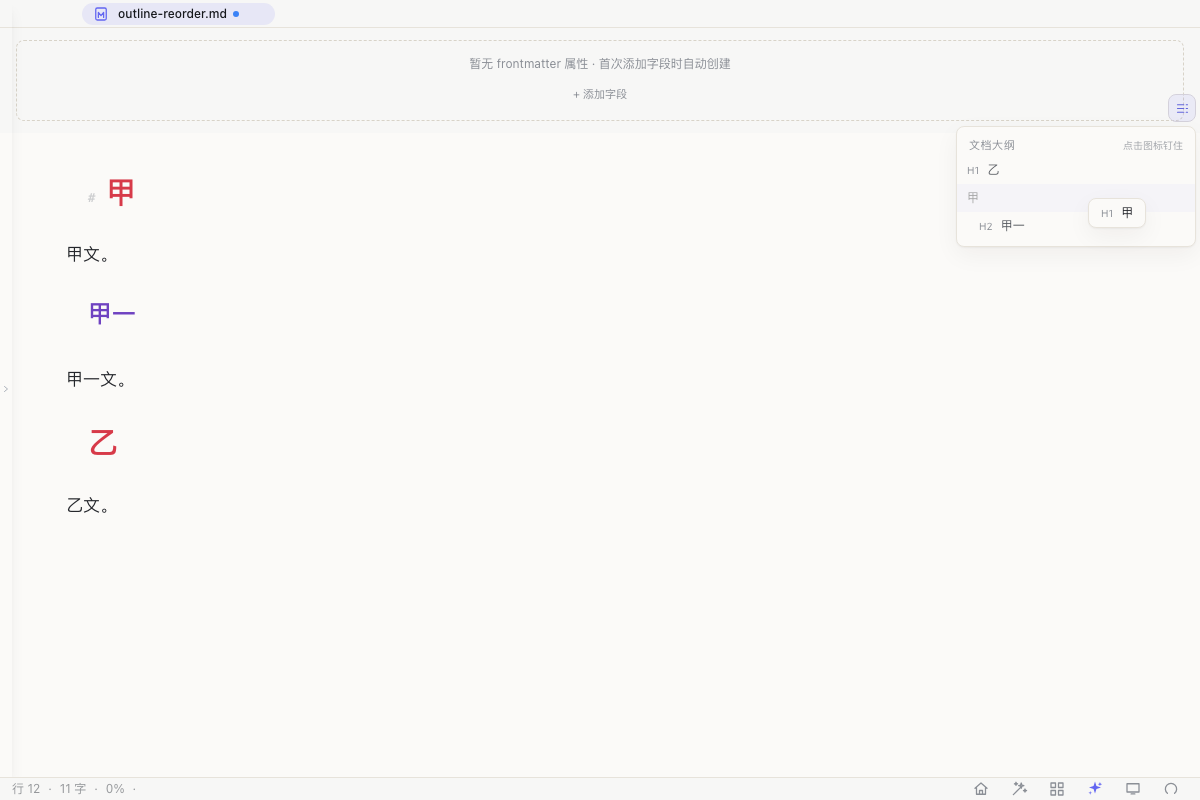 outline-reorder.md
暂无 frontmatter 属性 · 首次添加字段时自动创建
+ 添加字段
文档大纲 点击图标钉住
H1 乙
甲
H1 甲
H2 甲一
# 甲
甲文。
甲一
甲一文。
乙
乙文。
行 12 · 11 字 · 0% ·